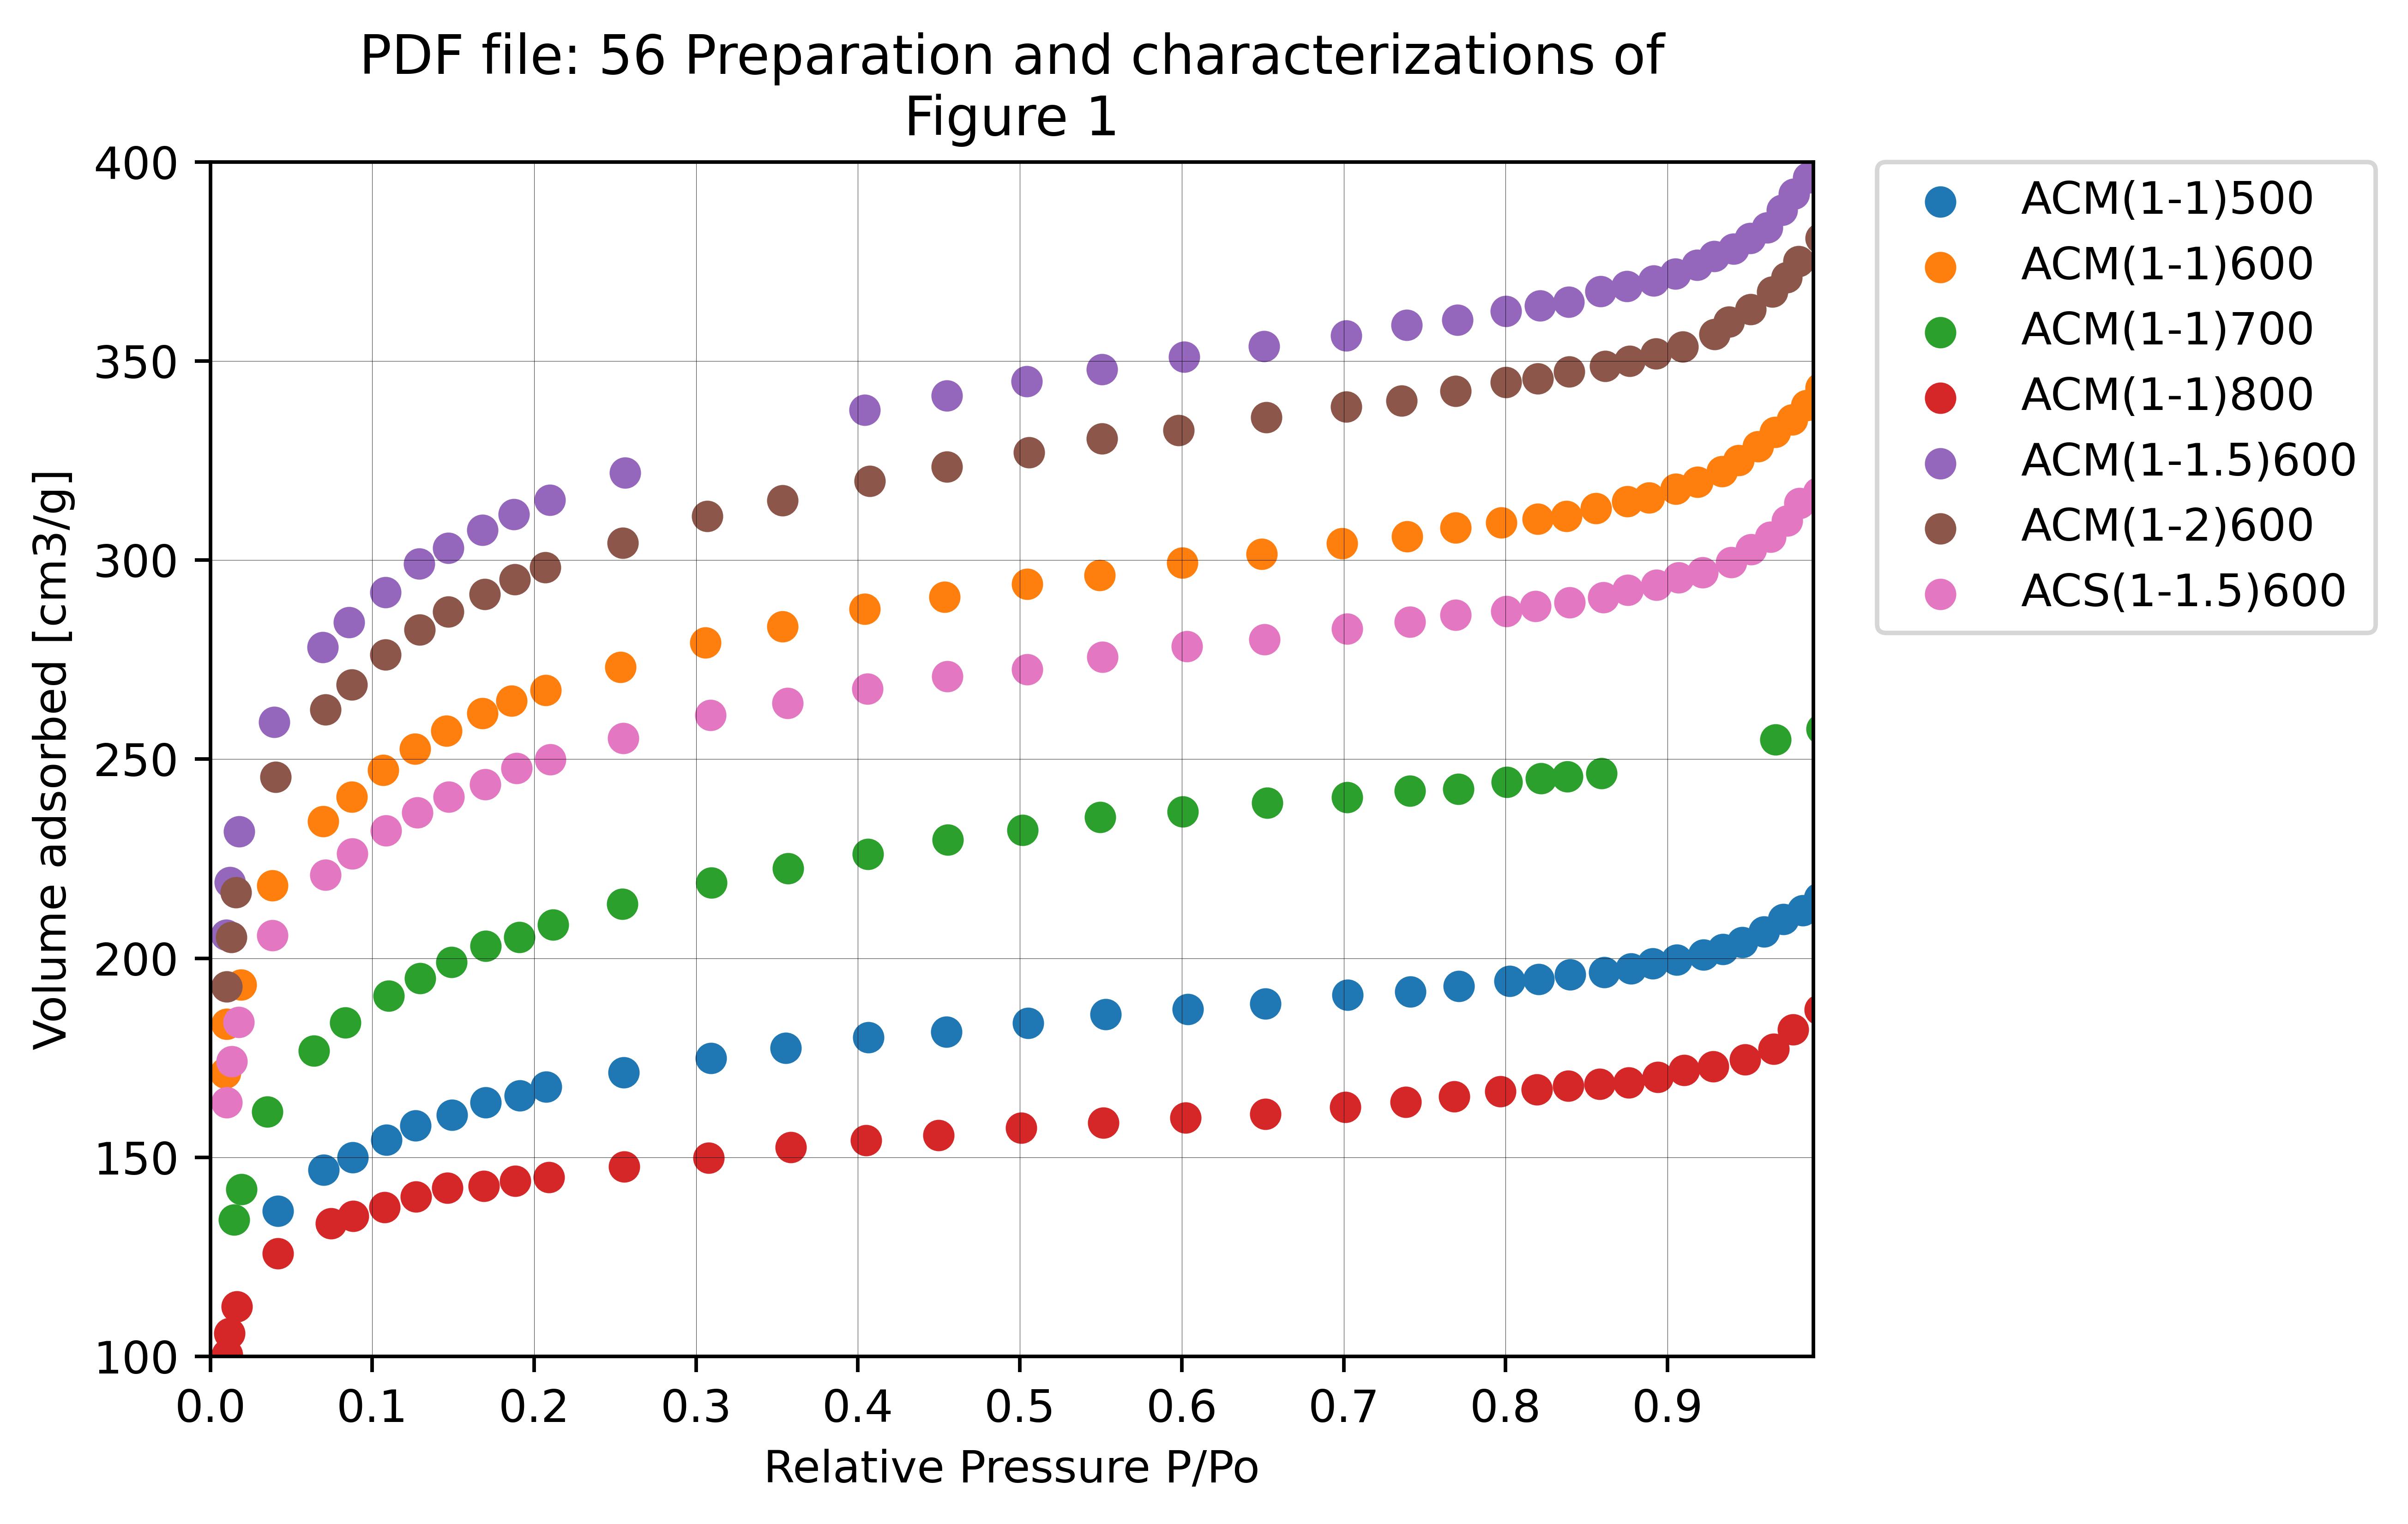 PDF file: 56 Preparation and characterizations of
Figure 1
400
350
300
250
200
150
100
Volume adsorbed [cm3/g]
0.0 0.1 0.2 0.3 0.4 0.5 0.6 0.7 0.8 0.9
Relative Pressure P/Po
ACM(1-1)500
ACM(1-1)600
ACM(1-1)700
ACM(1-1)800
ACM(1-1.5)600
ACM(1-2)600
ACS(1-1.5)600